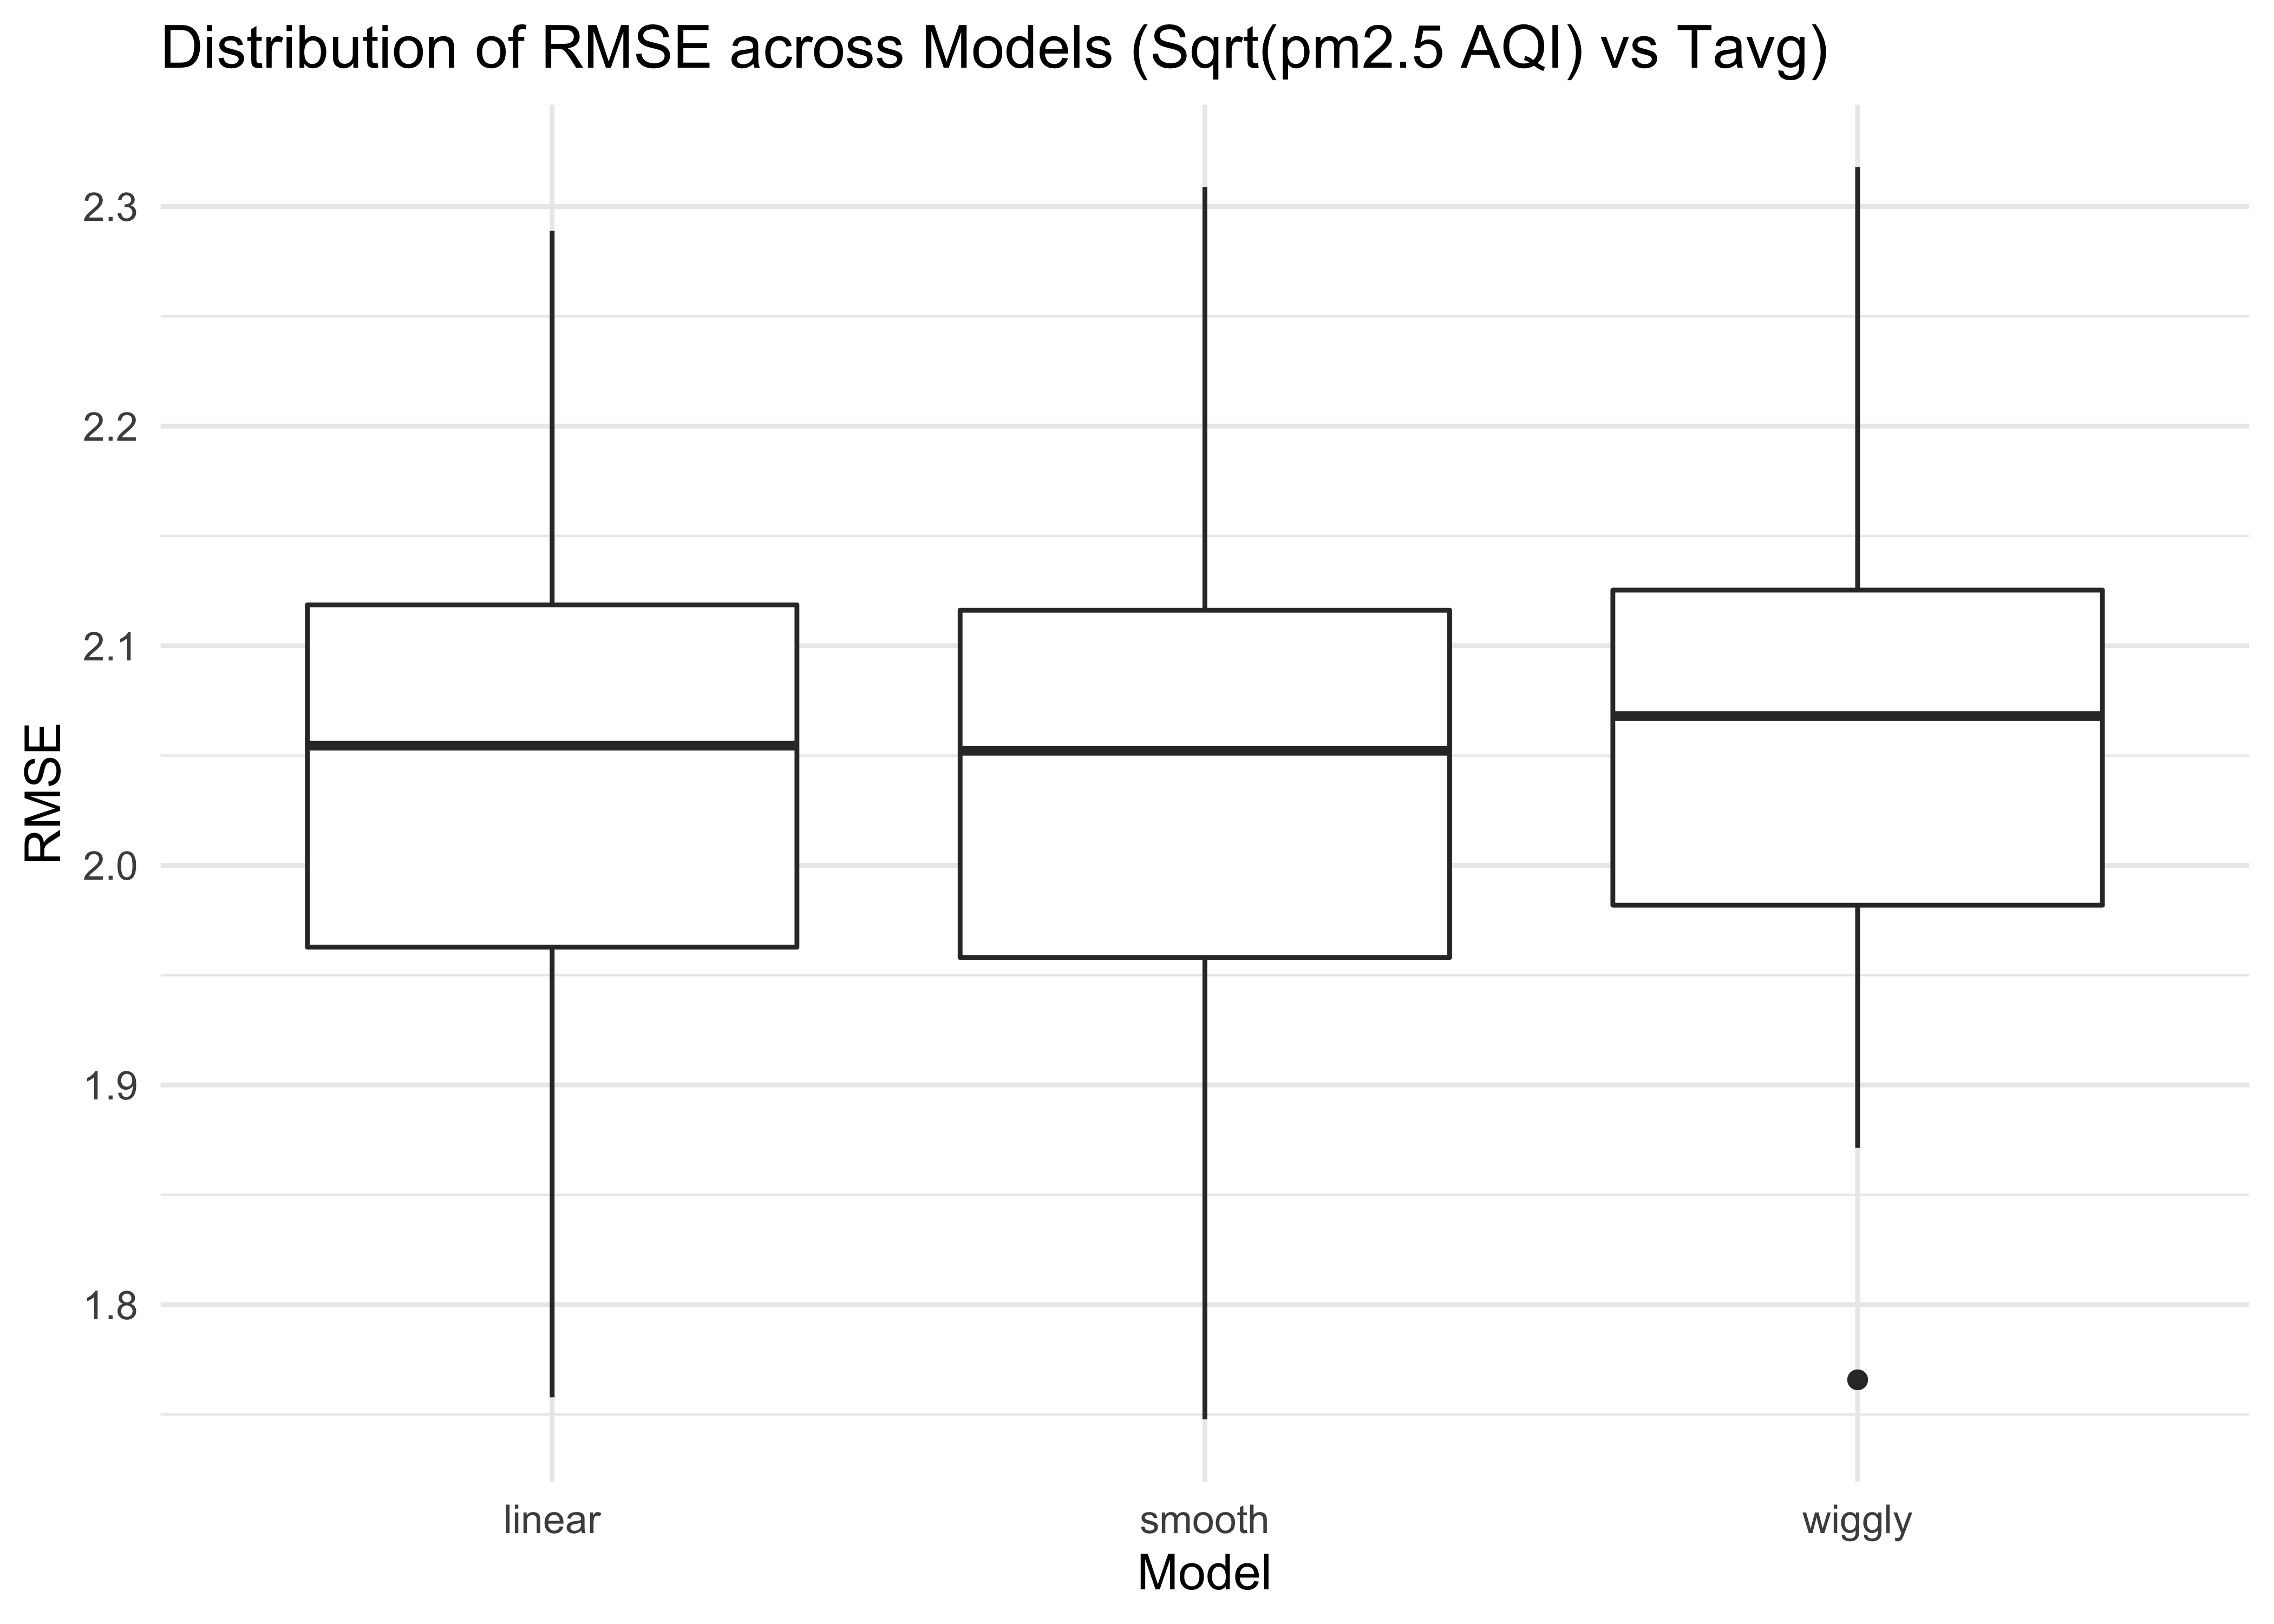 Distribution of RMSE across Models (Sqrt(pm2.5 AQI) vs Tavg)
2.3
2.2
2.1
2.0
1.9
1.8
RMSE
linear
smooth
wiggly
Model